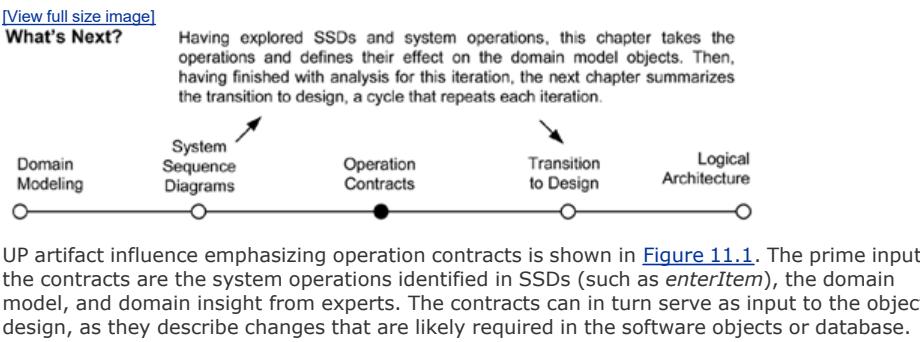 [View full size image]
What's Next?
Having explored SSDs and system operations, this chapter takes the
operations and defines their effect on the domain model objects. Then,
having finished with analysis for this iteration, the next chapter summarizes
the transition to design, a cycle that repeats each iteration.
Domain
Modeling
System
Sequence
Diagrams
Operation
Contracts
Transition
to Design
Logical
Architecture
UP artifact influence emphasizing operation contracts is shown in Figure 11.1. The prime input
the contracts are the system operations identified in SSDs (such as enterItem), the domain
model, and domain insight from experts. The contracts can in turn serve as input to the objec
design, as they describe changes that are likely required in the software objects or database.